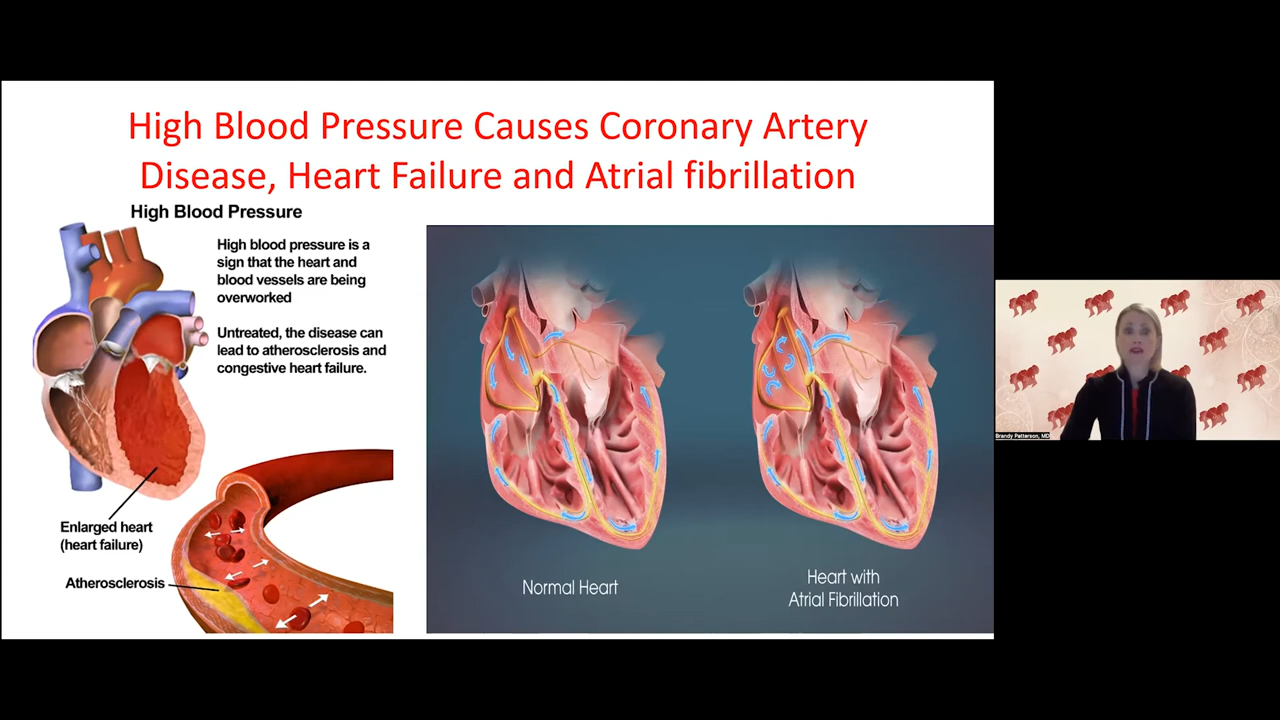 High Blood Pressure Causes Coronary Artery
Disease, Heart Failure and Atrial fibrillation
High Blood Pressure
High blood pressure is a
sign that the heart and
blood vessels are being
overworked
Untreated, the disease can
lead to atherosclerosis and
congestive heart failure.
Enlarged heart
(heart failure)
Atherosclerosis
Normal Heart
Heart with
Atrial Fibrillation
Brandy Patterson, MD